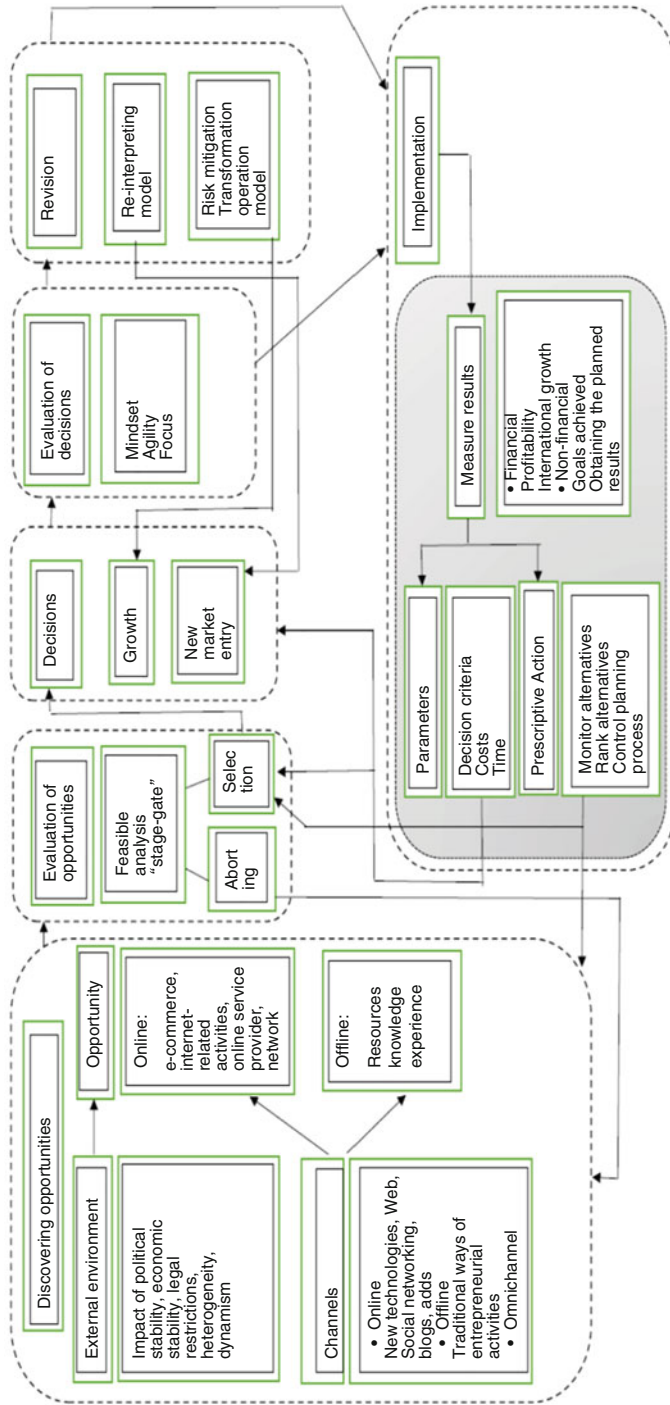 Discovering opportunities
External environment
Impact of political
stability, economic
stability, legal
restrictions,
heterogeneity,
dynamism
Opportunity
Online:
e-commerce,
internet-
related
activities,
online service
provider,
network
Channels
• Online
New technologies, Web,
Social networking,
blogs, adds
• Offline
Traditional ways of
entrepreneurial
activities
• Omnichannel
Offline:
Resources
knowledge
experience
Evaluation of
opportunities
Feasible
analysis
“stage-gate”
Abort
ing
Selec
tion
Decisions
Growth
New
market
entry
Evaluation of
decisions
Mindset
Agility
Focus
Revision
Re-interpreting
model
Risk mitigation
Transformation
operation
model
Implementation
Measure results
• Financial
Profitability
International growth
• Non-financial
Goals achieved
Obtaining the planned
results
Parameters
Decision criteria
Costs
Time
Prescriptive Action
Monitor alternatives
Rank alternatives
Control planning
process